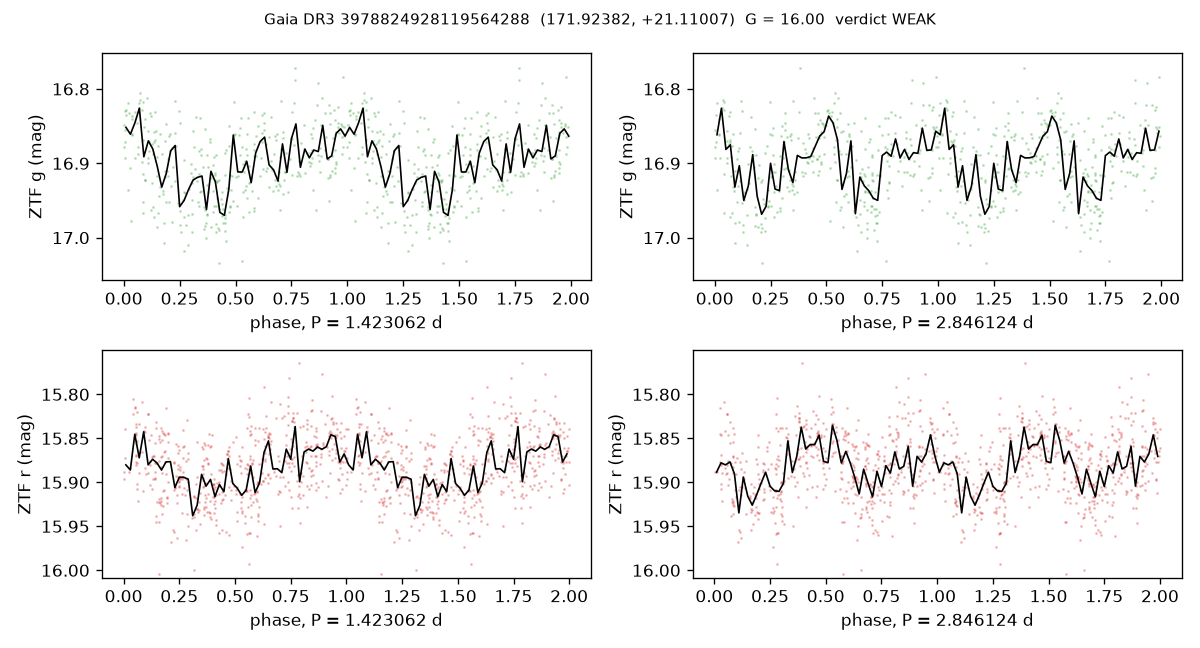 Gaia DR3 3978824928119564288 (171.92382, +21.11007) G = 16.00 verdict WEAK
ZTF g (mag)
16.8
16.9
17.0
0.00 0.25 0.50 0.75 1.00 1.25 1.50 1.75 2.00
phase, P = 1.423062 d
ZTF g (mag)
16.8
16.9
17.0
0.00 0.25 0.50 0.75 1.00 1.25 1.50 1.75 2.00
phase, P = 2.846124 d
ZTF r (mag)
15.80
15.85
15.90
15.95
16.00
0.00 0.25 0.50 0.75 1.00 1.25 1.50 1.75 2.00
phase, P = 1.423062 d
ZTF r (mag)
15.80
15.85
15.90
15.95
16.00
0.00 0.25 0.50 0.75 1.00 1.25 1.50 1.75 2.00
phase, P = 2.846124 d